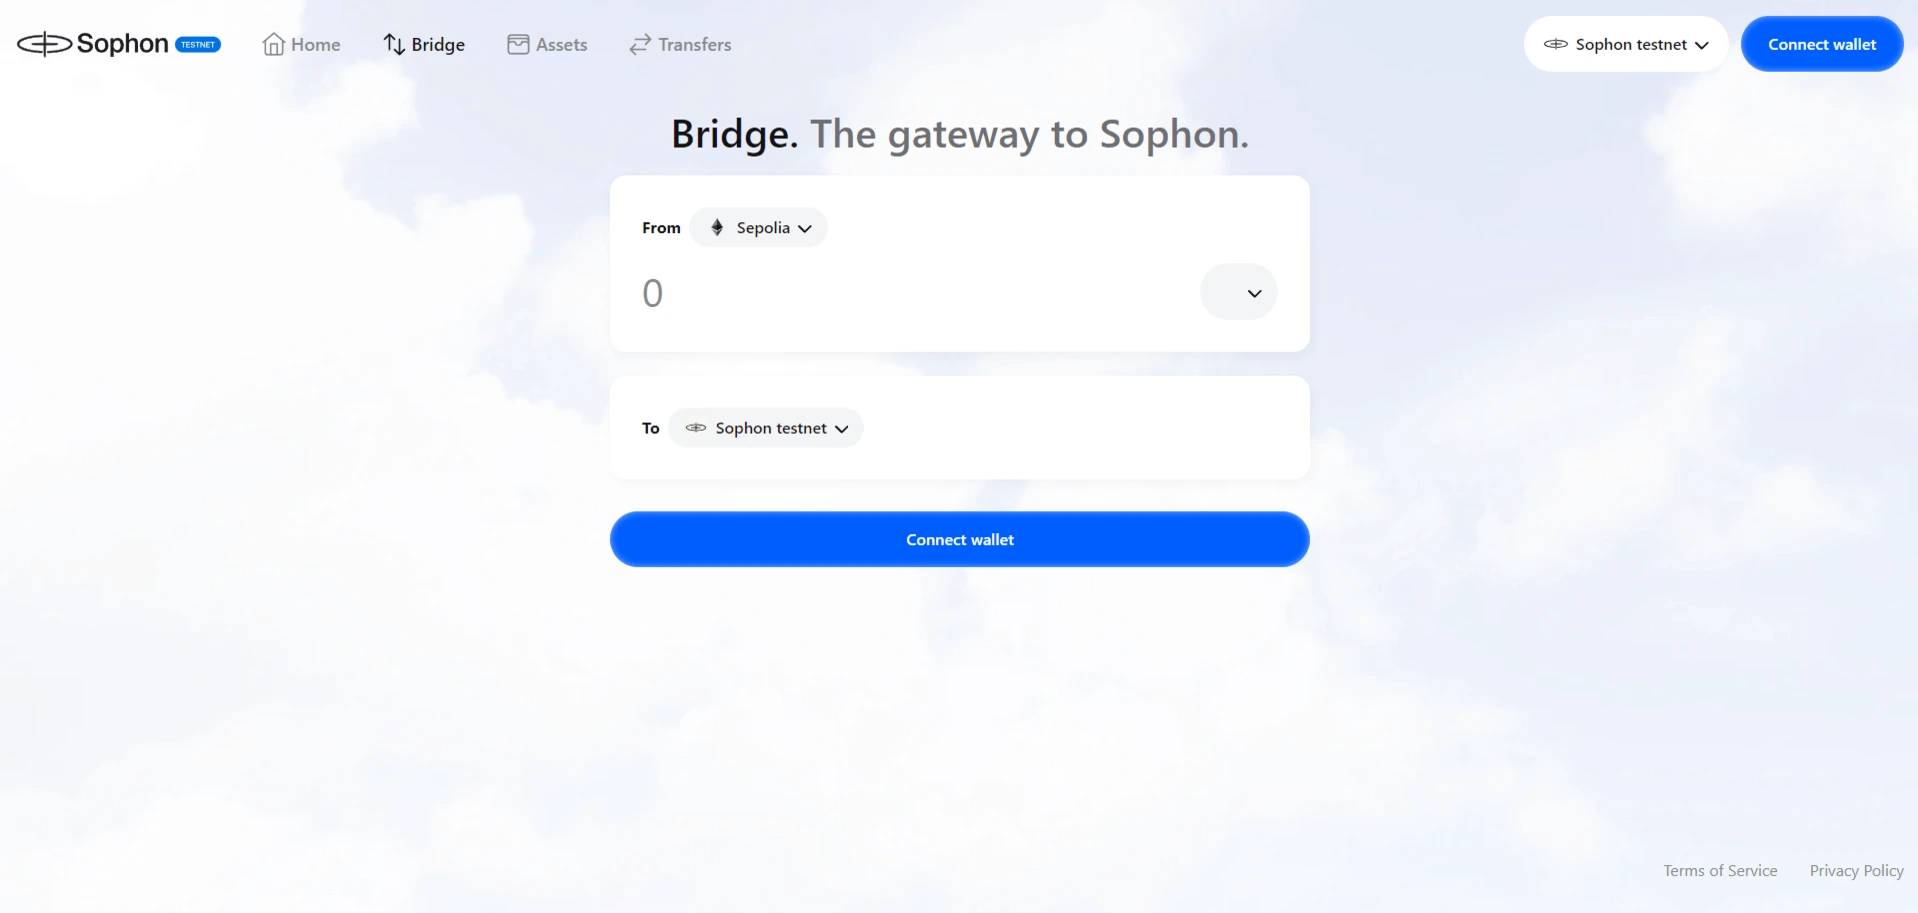 Sophon TESTNET Home Bridge Assets Transfers Sophon testnet Connect wallet
Bridge. The gateway to Sophon.
From Sepolia
0
To Sophon testnet
Connect wallet
Terms of Service Privacy Policy